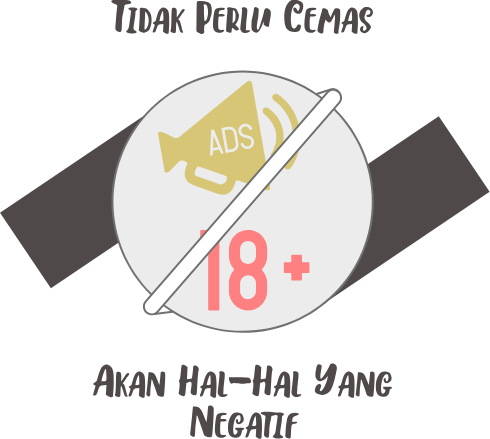 Tidak Perlu Cemas
ADS
18+
Akan Hal-Hal Yang
Negatif